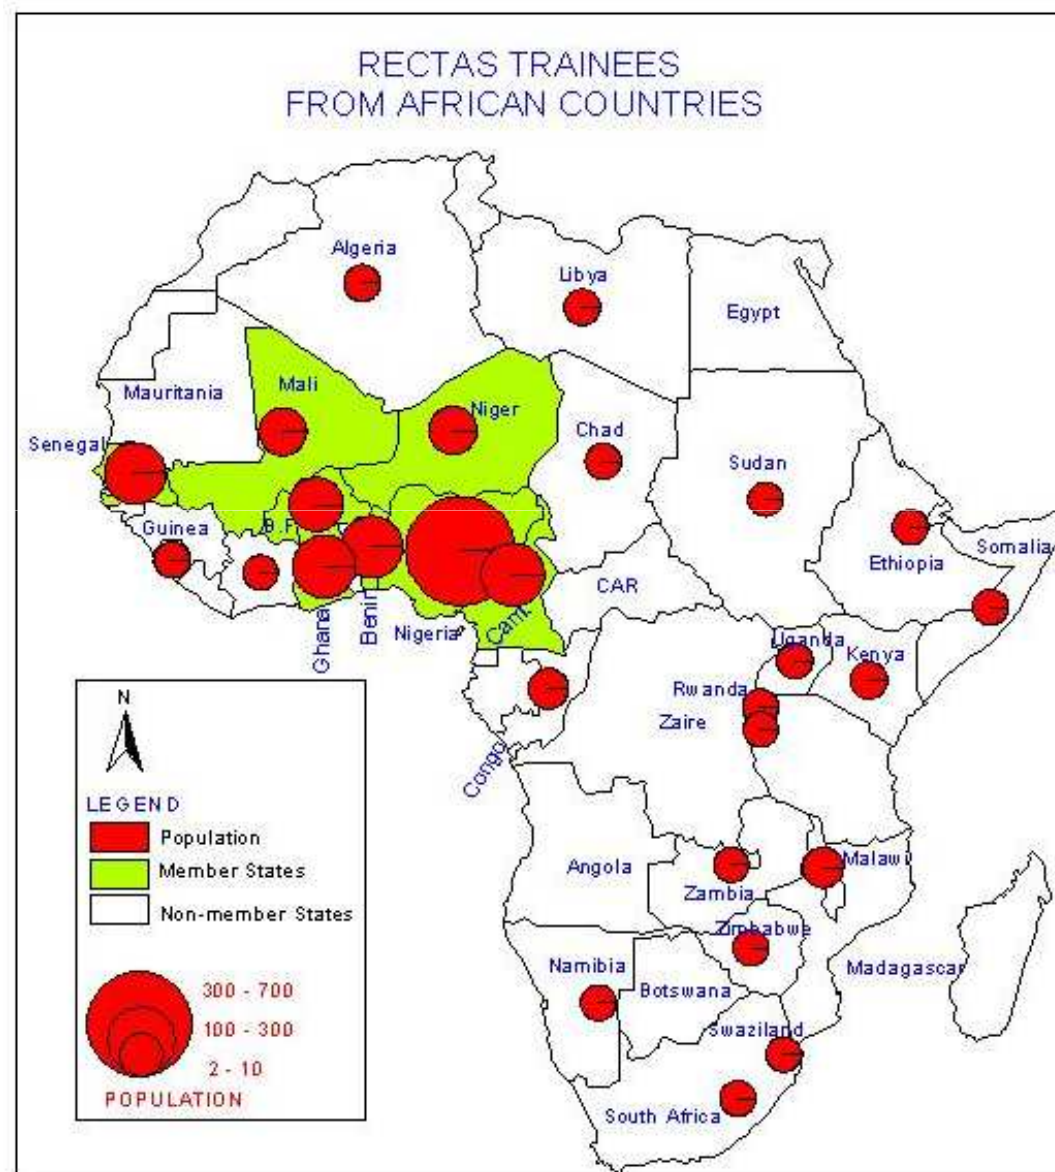 RECTAS TRAINEES
FROM AFRICAN COUNTRIES
Algeria
Libya
Egypt
Mauritania
Mali
Niger
Chad
Senegal
Sudan
Guinea
B.F
Ethiopia
Somalia
CAR
Ghana
Benin
Nigeria
Cam.
Uganda
Kenya
Rwanda
Zaire
Congo
Angola
Zambia
Malawi
Zimbabwe
Namibia
Botswana
Madagascar
Swaziland
South Africa
N
LEGEND
Population
Member States
Non-member States
300 - 700
100 - 300
2 - 10
POPULATION